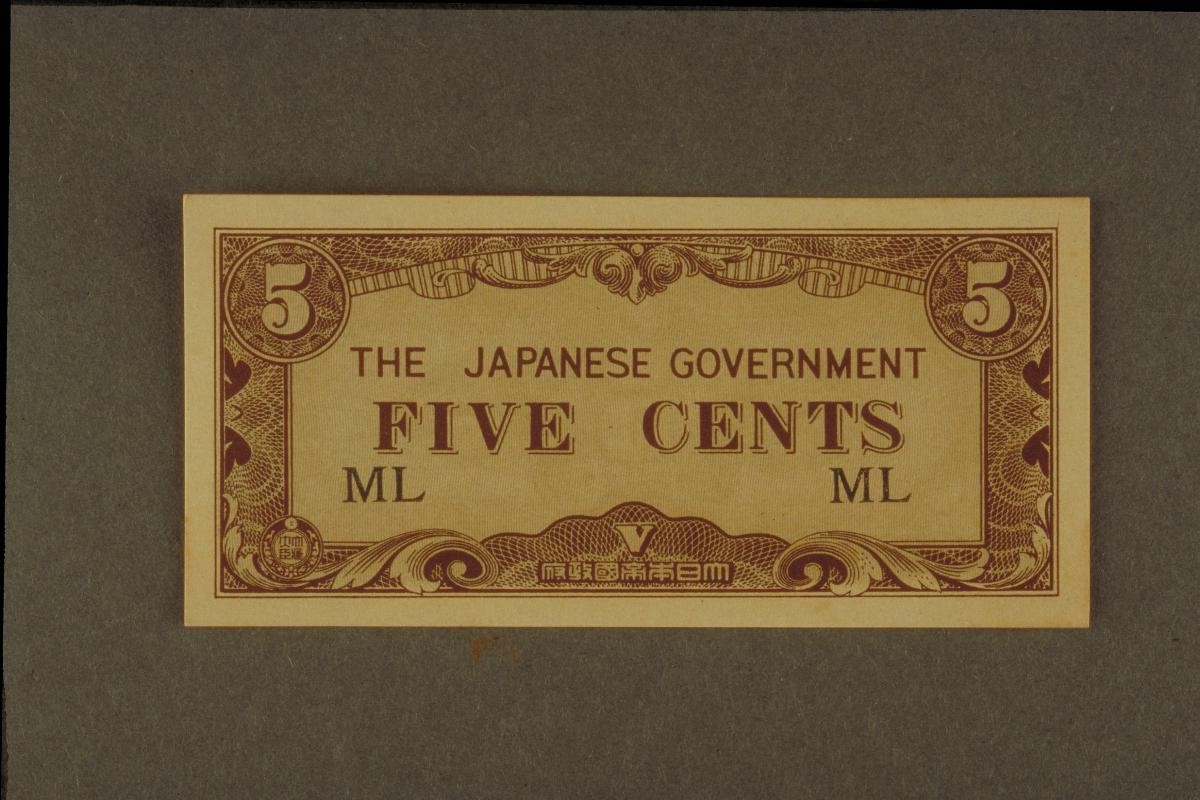 5 5
THE JAPANESE GOVERNMENT
FIVE CENTS
ML ML
V
府政國帝本日大